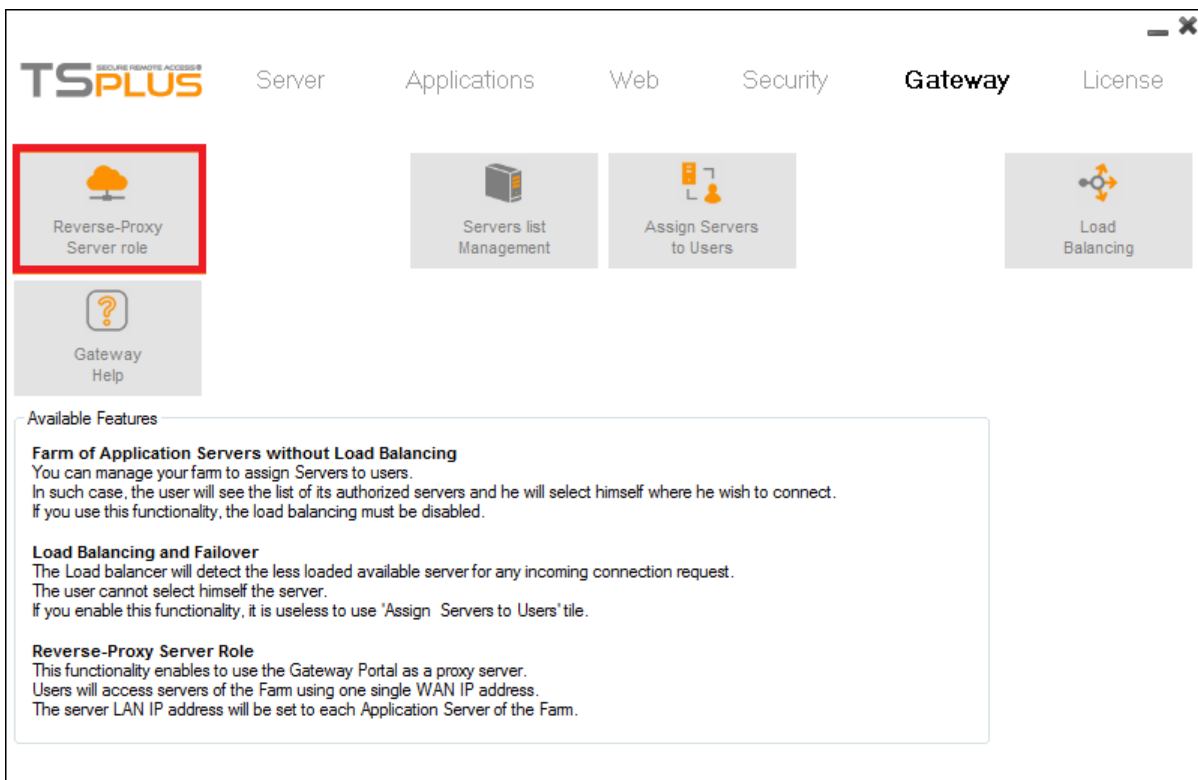 SECURE REMOTE ACCESS®
TSPLUS
Server
Applications
Web
Security
Gateway
License
Reverse-Proxy
Server role
Servers list
Management
Assign Servers
to Users
Load
Balancing
Gateway
Help
Available Features
Farm of Application Servers without Load Balancing
You can manage your farm to assign Servers to users.
In such case, the user will see the list of its authorized servers and he will select himself where he wish to connect.
If you use this functionality, the load balancing must be disabled.
Load Balancing and Failover
The Load balancer will detect the less loaded available server for any incoming connection request.
The user cannot select himself the server.
If you enable this functionality, it is useless to use 'Assign  Servers to Users' tile.
Reverse-Proxy Server Role
This functionality enables to use the Gateway Portal as a proxy server.
Users will access servers of the Farm using one single WAN IP address.
The server LAN IP address will be set to each Application Server of the Farm.